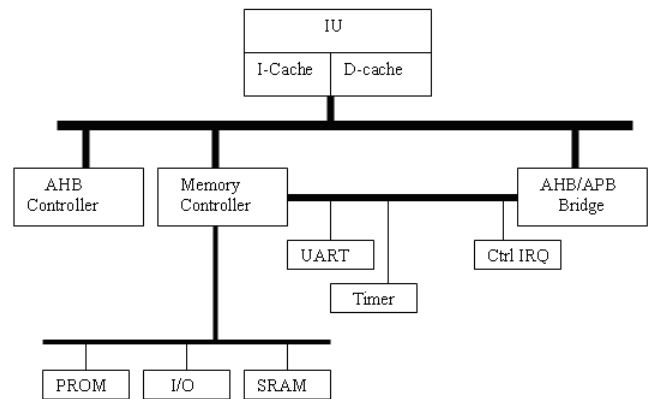 IU
I-Cache
D-cache
AHB
Controller
Memory
Controller
AHB/APB
Bridge
UART
Ctrl IRQ
Timer
PROM
I/O
SRAM